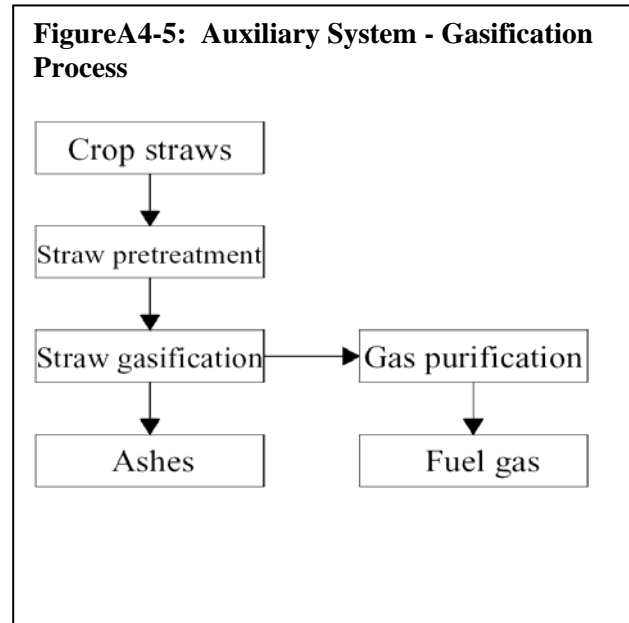 FigureA4-5:  Auxiliary System - Gasification
Process
Crop straws
Straw pretreatment
Straw gasification
Gas purification
Ashes
Fuel gas